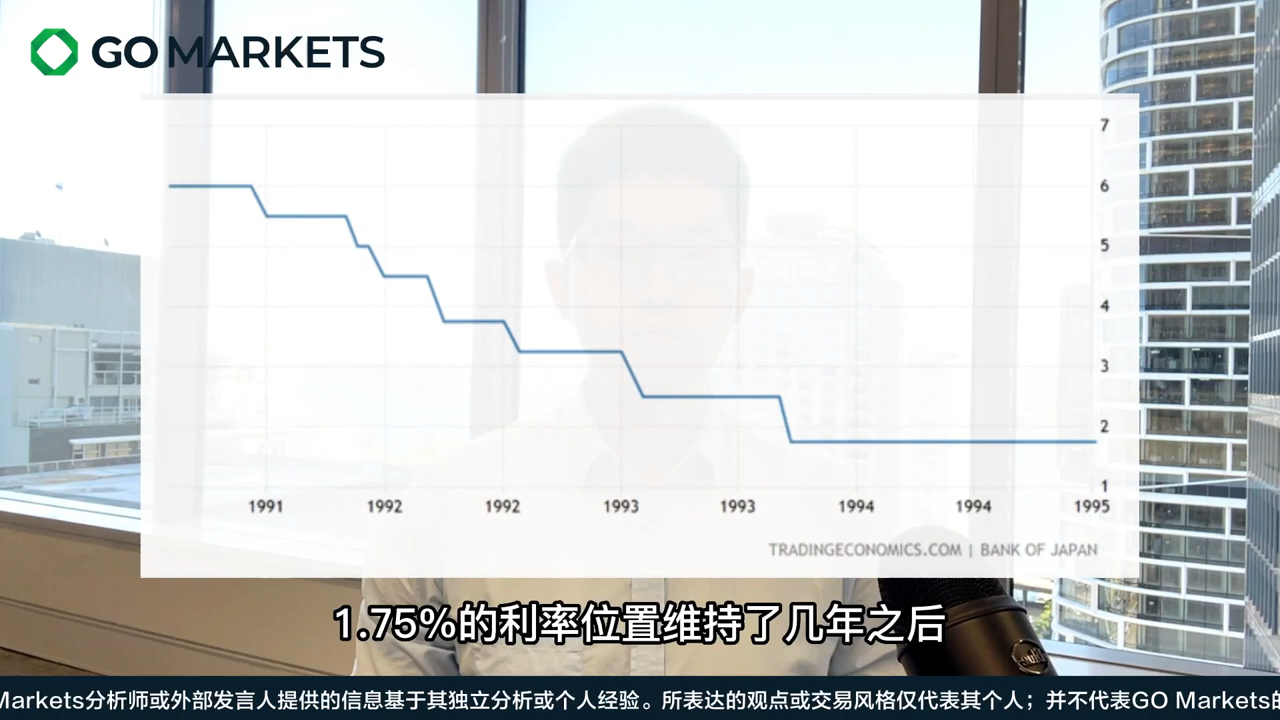 GO MARKETS
7
6
5
4
3
2
1
1991 1992 1992 1993 1993 1994 1994 1995
TRADINGECONOMICS.COM | BANK OF JAPAN
1.75%的利率位置维持了几年之后
Markets分析师或外部发言人提供的信息基于其独立分析或个人经验。所表达的观点或交易风格仅代表其个人；并不代表GO Markets的